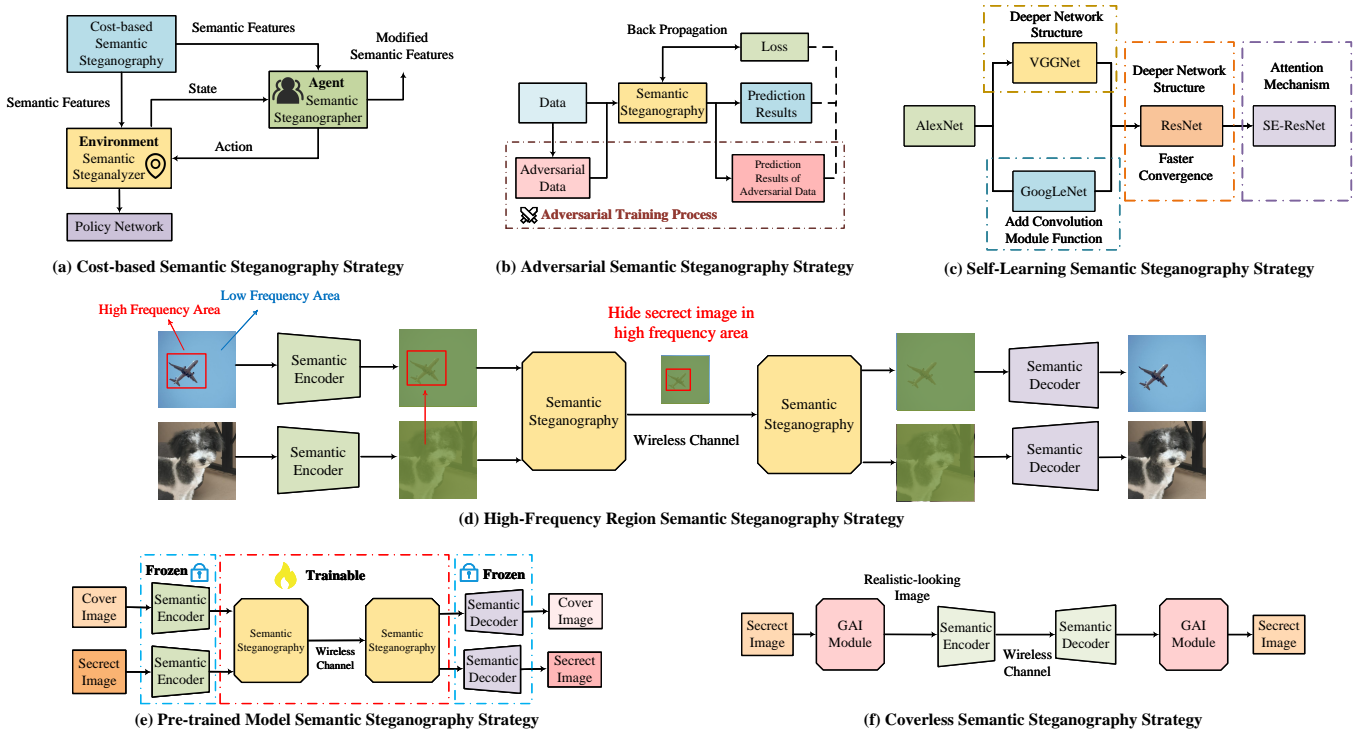 Cost-based
Semantic
Steganography
Semantic Features
Modified
Semantic Features
Agent
Semantic
Steganographer
Semantic Features
State
Environment
Semantic
Steganalyzer
Action
Policy Network
(a) Cost-based Semantic Steganography Strategy
Back Propagation
Loss
Data
Semantic
Steganography
Prediction
Results
Adversarial
Data
Prediction
Results of
Adversarial Data
Adversarial Training Process
(b) Adversarial Semantic Steganography Strategy
Deeper Network
Structure
VGGNet
AlexNet
GoogLeNet
Add Convolution
Module Function
Deeper Network
Structure
ResNet
Faster
Convergence
Attention
Mechanism
SE-ResNet
(c) Self-Learning Semantic Steganography Strategy
High Frequency Area
Low Frequency Area
Semantic
Encoder
Semantic
Encoder
Semantic
Steganography
Hide secrect image in
high frequency area
Wireless Channel
Semantic
Steganography
Semantic
Decoder
Semantic
Decoder
(d) High-Frequency Region Semantic Steganography Strategy
Frozen
Trainable
Frozen
Cover
Image
Semantic
Encoder
Secrect
Image
Semantic
Encoder
Semantic
Steganography
Wireless
Channel
Semantic
Steganography
Semantic
Decoder
Cover
Image
Semantic
Decoder
Secrect
Image
(e) Pre-trained Model Semantic Steganography Strategy
Secrect
Image
GAI
Module
Realistic-looking
Image
Semantic
Encoder
Wireless
Channel
Semantic
Decoder
GAI
Module
Secrect
Image
(f) Coverless Semantic Steganography Strategy